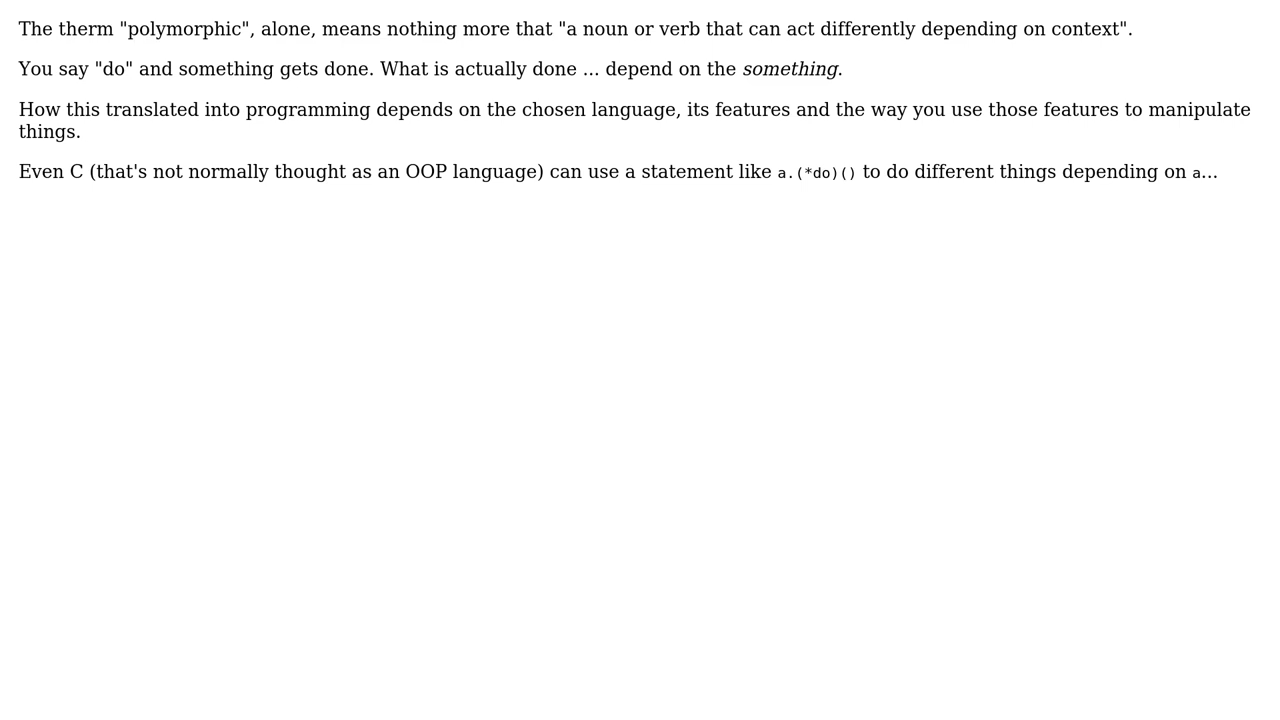 The therm "polymorphic", alone, means nothing more that "a noun or verb that can act differently depending on context".
You say "do" and something gets done. What is actually done ... depend on the something.
How this translated into programming depends on the chosen language, its features and the way you use those features to manipulate
things.
Even C (that's not normally thought as an OOP language) can use a statement like a.(*do)() to do different things depending on a...